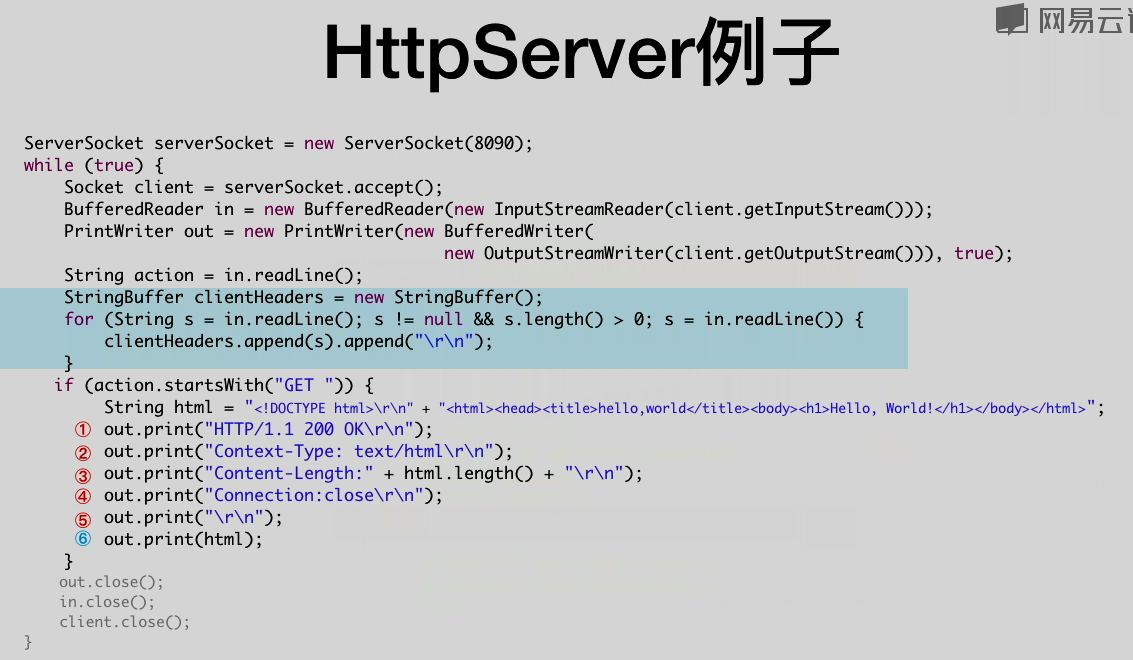 网易云
HttpServer例子
ServerSocket serverSocket = new ServerSocket(8090);
while (true) {
Socket client = serverSocket.accept();
BufferedReader in = new BufferedReader(new InputStreamReader(client.getInputStream()));
PrintWriter out = new PrintWriter(new BufferedWriter(
new OutputStreamWriter(client.getOutputStream())), true);
String action = in.readLine();
StringBuffer clientHeaders = new StringBuffer();
for (String s = in.readLine(); s != null && s.length() > 0; s = in.readLine()) {
clientHeaders.append(s).append("\r\n");
}
if (action.startsWith("GET ")) {
String html = "<!DOCTYPE html>\r\n" + "<html><head><title>hello,world</title><body><h1>Hello, World!</h1></body></html>";
① out.print("HTTP/1.1 200 OK\r\n");
② out.print("Context-Type: text/html\r\n");
③ out.print("Content-Length:" + html.length() + "\r\n");
④ out.print("Connection:close\r\n");
⑤ out.print("\r\n");
⑥ out.print(html);
}
out.close();
in.close();
client.close();
}